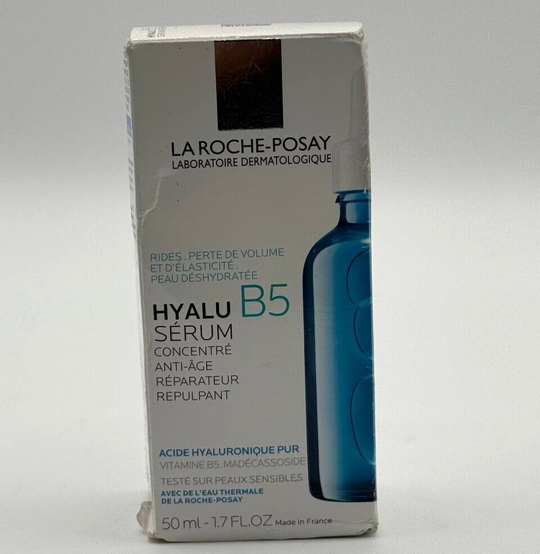 LA ROCHE-POSAY
LABORATOIRE DERMATOLOGIQUE
RIDES . PERTE DE VOLUME
ET D'ÉLASTICITÉ .
PEAU DÉSHYDRATÉE
HYALU B5
SÉRUM
CONCENTRÉ
ANTI-ÂGE
RÉPARATEUR
REPULPANT
ACIDE HYALURONIQUE PUR
VITAMINE B5. MADÉCASSOSIDE
TESTÉ SUR PEAUX SENSIBLES
AVEC DE L'EAU THERMALE
DE LA ROCHE-POSAY
50 ml - 1.7 FL.OZ Made in France